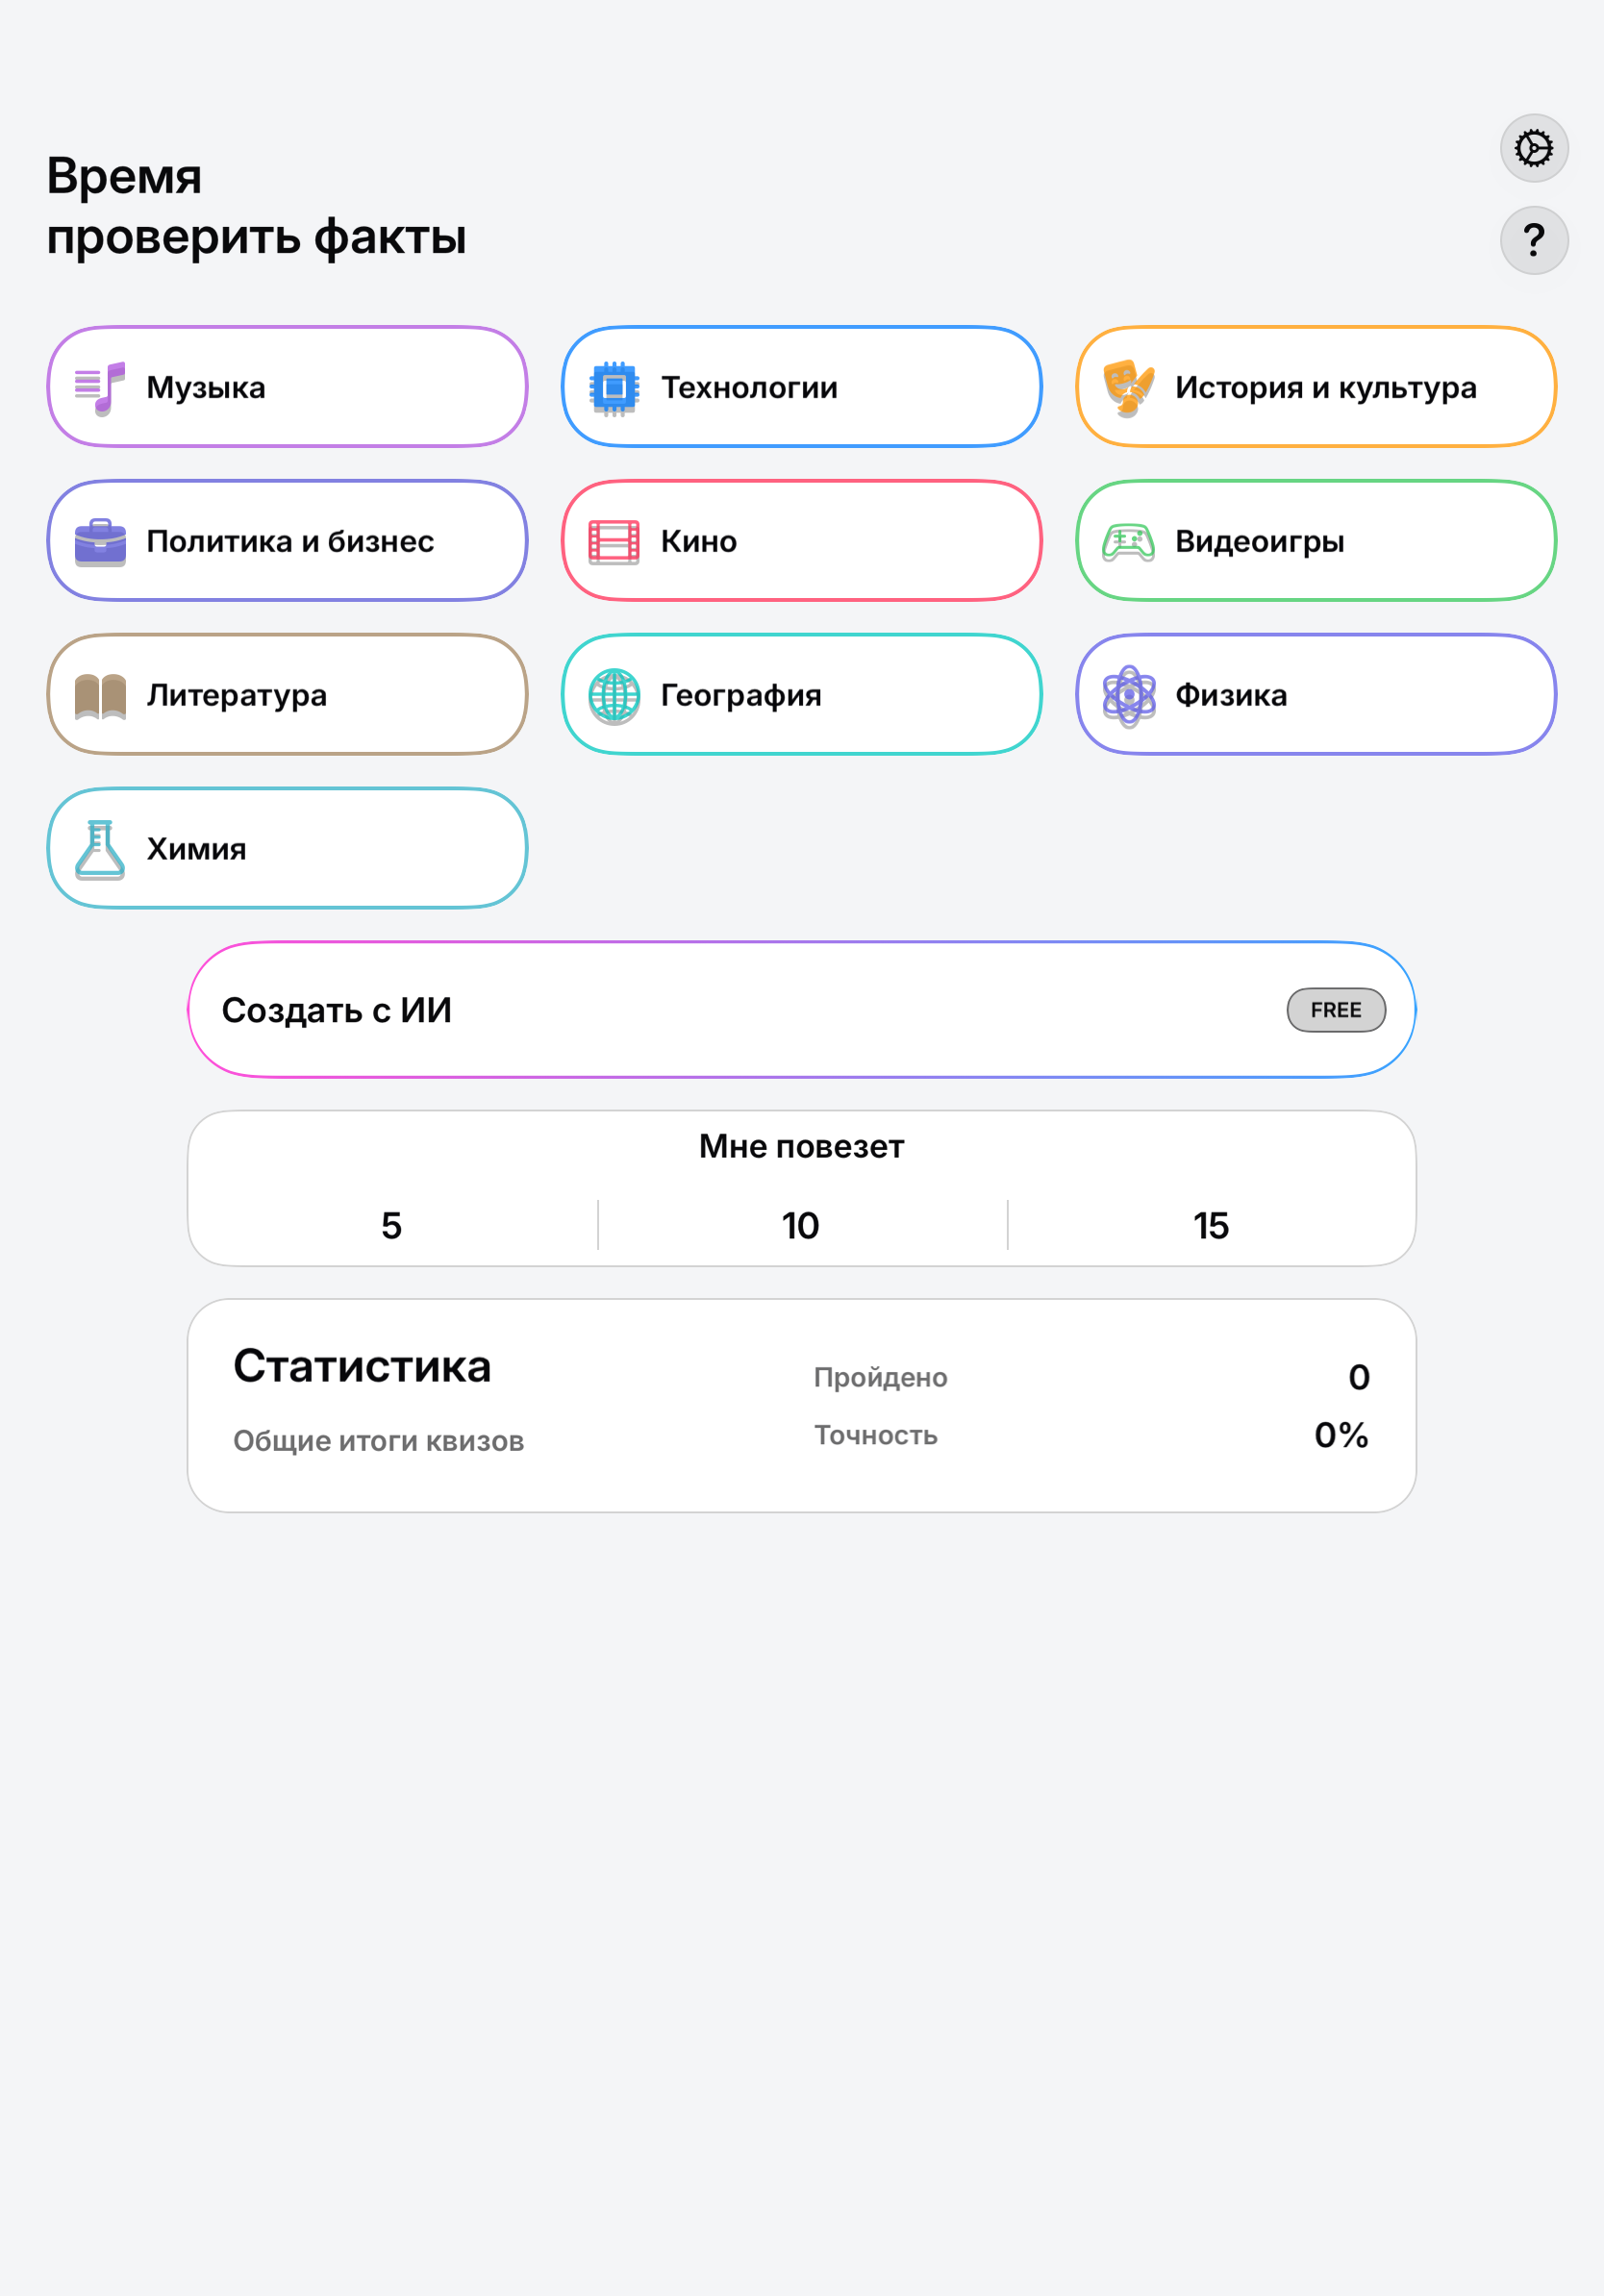 Время
проверить факты
?
Музыка
Технологии
История и культура
Политика и бизнес
Кино
Видеоигры
Литература
География
Физика
Химия
Создать с ИИ
FREE
Мне повезет
5
10
15
Статистика
Общие итоги квизов
Пройдено
0
Точность
0%